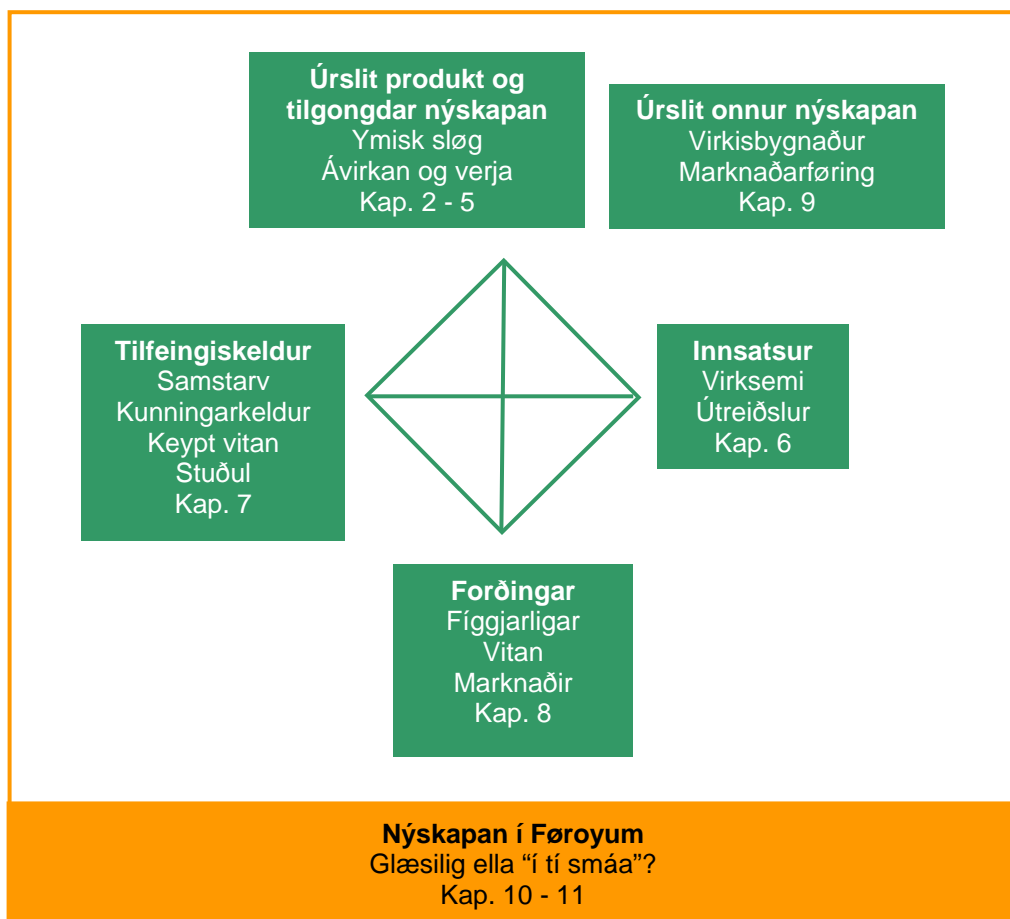 Úrslit produkt og
tilgongdar nýskapan
Ymisk sløg
Ávirkan og verja
Kap. 2 - 5
Úrslit onnur nýskapan
Virkisbygnaður
Marknaðarføring
Kap. 9
Tilfeingiskeldur
Samstarv
Kunningarkeldur
Keypt vitan
Stuðul
Kap. 7
Innsatsur
Virksemi
Útreiðslur
Kap. 6
Forðingar
Fíggjarligar
Vitan
Marknaðir
Kap. 8
Nýskapan í Føroyum
Glæsilig ella “í tí smáa”?
Kap. 10 - 11